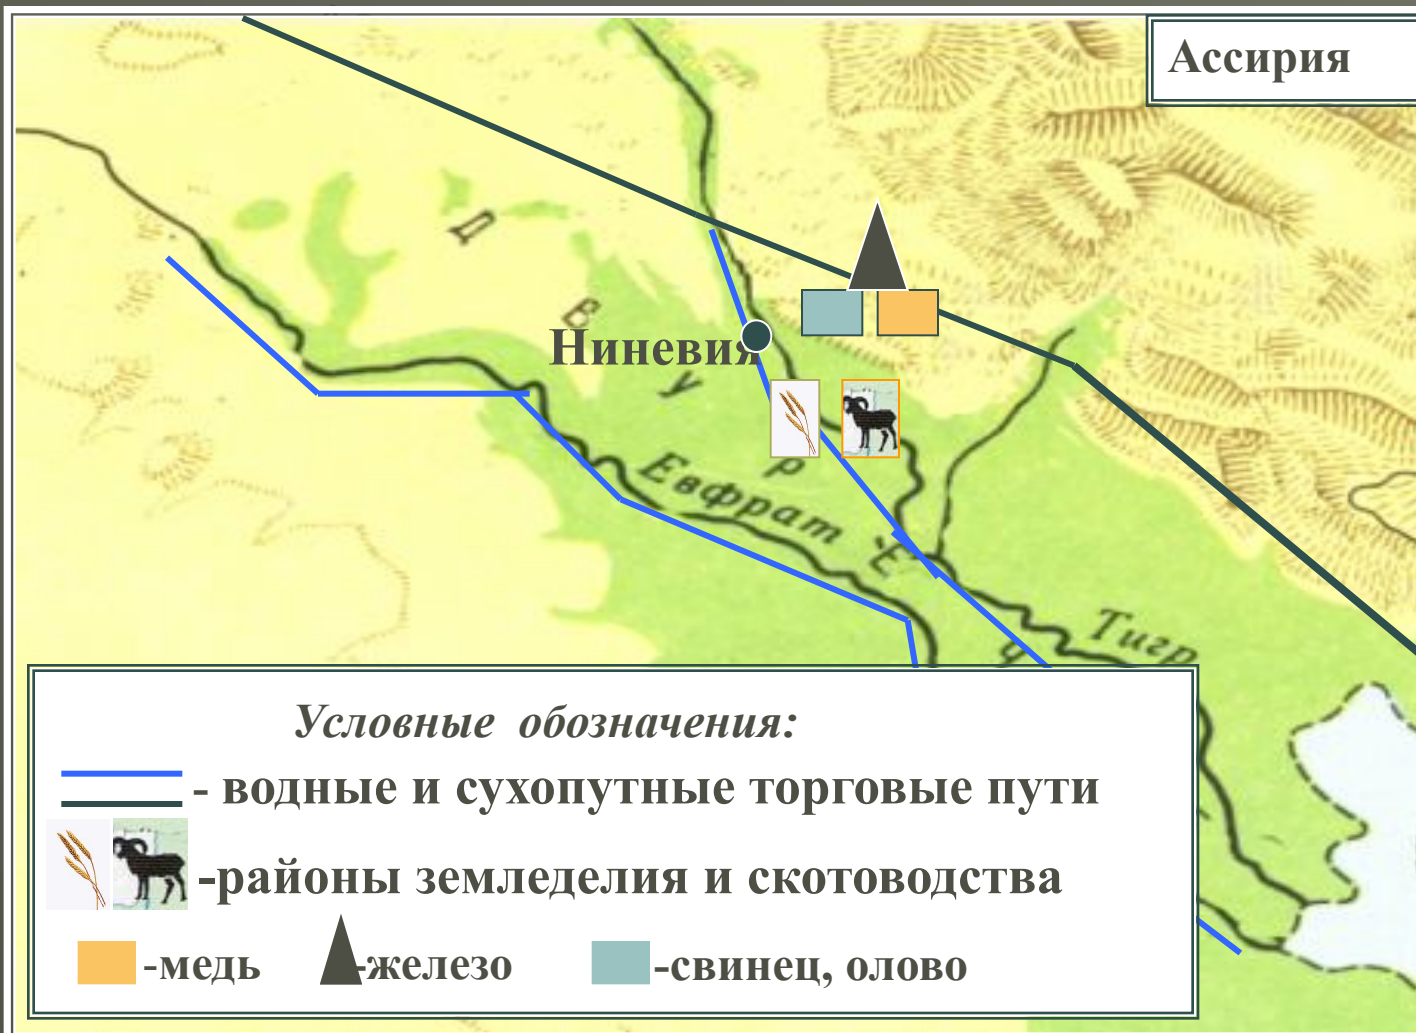 Ассирия
Д В У Р Е Ч
Ниневия
Евфрат
Тигр
Условные обозначения:
- водные и сухопутные торговые пути
-районы земледелия и скотоводства
-медь
-железо
-свинец, олово